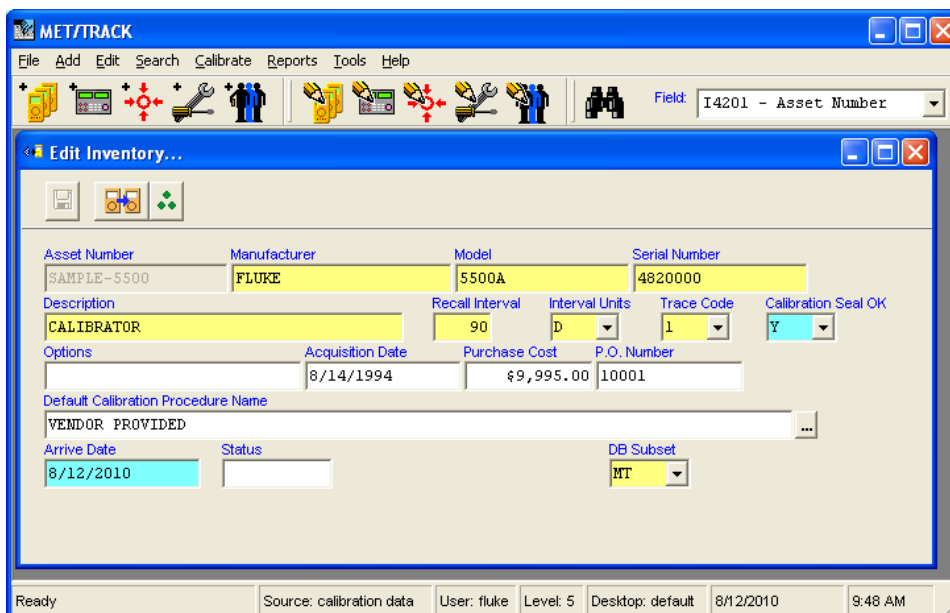 MET/TRACK
File Add Edit Search Calibrate Reports Tools Help
Field: I4201 - Asset Number
Edit Inventory...
Asset Number Manufacturer Model Serial Number
SAMPLE-5500 FLUKE 5500A 4820000
Description Recall Interval Interval Units Trace Code Calibration Seal OK
CALIBRATOR 90 D 1 Y
Options Acquisition Date Purchase Cost P.O. Number
8/14/1994 $9,995.00 10001
Default Calibration Procedure Name
VENDOR PROVIDED ...
Arrive Date Status DB Subset
8/12/2010 MT
Ready Source: calibration data User: fluke Level: 5 Desktop: default 8/12/2010 9:48 AM